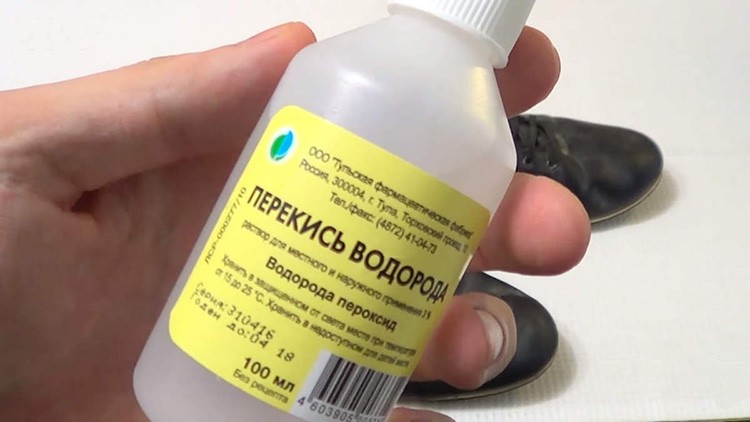 ООО "Тульская фармацевтическая фабрика"
Россия, 300004, г. Тула, Торховский проезд, 10
Тел./факс: (4872) 41-04-73
ПЕРЕКИСЬ ВОДОРОДА
раствор для местного и наружного применения 3 %
Водорода пероксид
Хранить в защищенном от света месте при температуре
от 15 до 25 °C. Хранить в недоступном для детей месте
Серия: 310416
Годен до: 04 18
100 мл
Без рецепта
4 603905